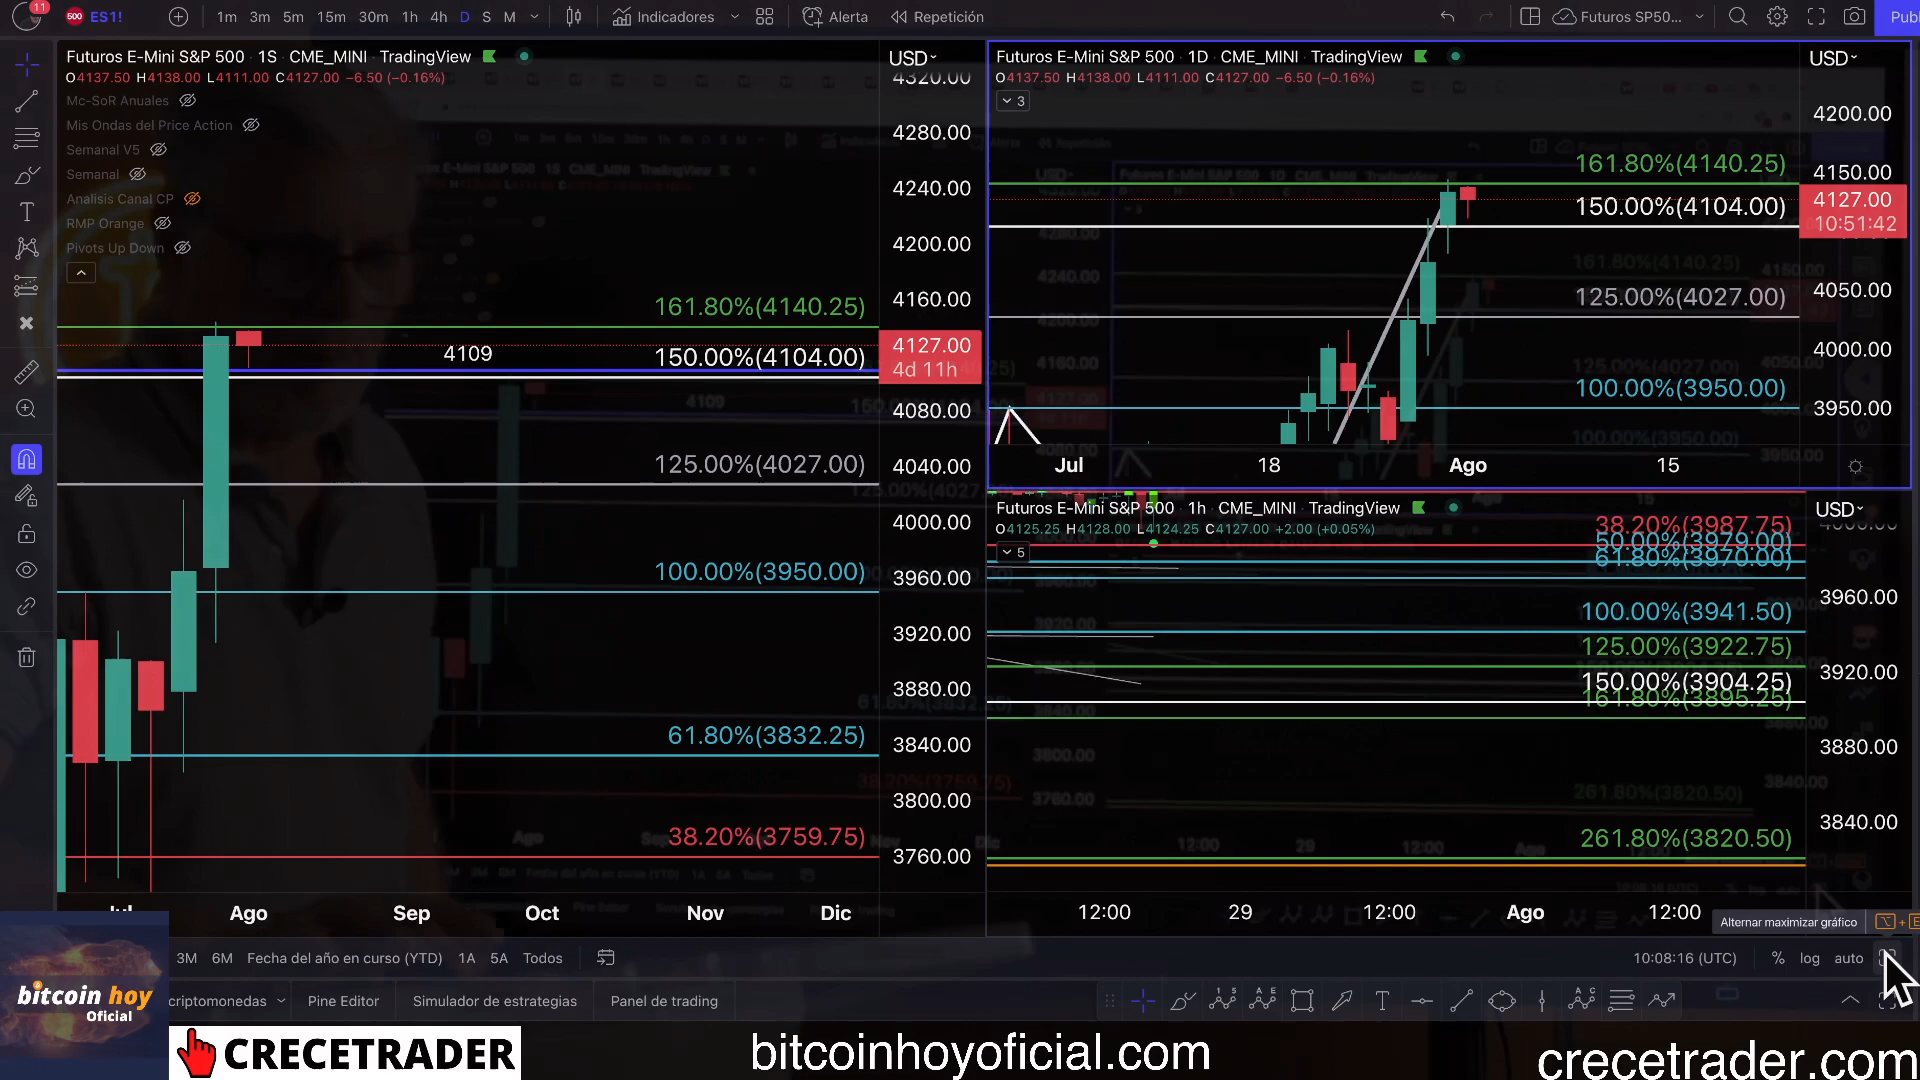 11
500 ES1! 1m 3m 5m 15m 30m 1h 4h D S M Indicadores Alerta Repetición Futuros SP50... Publ
Futuros E-Mini S&P 500 · 1S · CME_MINI · TradingView
USD
O4137.50 H4138.00 L4111.00 C4127.00 −6.50 (−0.16%)
Mc-SoR Anuales
Mis Ondas del Price Action
Semanal V5
Semanal
Analisis Canal CP
RMP Orange
Pivots Up Down
4320.00
4280.00
4240.00
4200.00
4160.00
161.80%(4140.25)
4127.00
4d 11h
4109
150.00%(4104.00)
4080.00
125.00%(4027.00)
4040.00
4000.00
100.00%(3950.00)
3960.00
3920.00
3880.00
61.80%(3832.25)
3840.00
3800.00
38.20%(3759.75)
3760.00
Jul Ago Sep Oct Nov Dic
Futuros E-Mini S&P 500 · 1D · CME_MINI · TradingView
USD
O4137.50 H4138.00 L4111.00 C4127.00 −6.50 (−0.16%)
3
4200.00
161.80%(4140.25)
4150.00
4127.00
10:51:42
150.00%(4104.00)
125.00%(4027.00)
4050.00
4000.00
100.00%(3950.00)
3950.00
Jul 18 Ago 15
Futuros E-Mini S&P 500 · 1h · CME_MINI · TradingView
USD
O4125.25 H4128.00 L4124.25 C4127.00 +2.00 (+0.05%)
5
38.20%(3987.75)
50.00%(3979.00)
61.80%(3970.00)
3960.00
100.00%(3941.50)
125.00%(3922.75)
3920.00
150.00%(3904.25)
161.80%(3895.25)
3880.00
3840.00
261.80%(3820.50)
12:00 29 12:00 Ago 12:00
Alternar maximizar gráfico
3M 6M Fecha del año en curso (YTD) 1A 5A Todos
10:08:16 (UTC) % log auto
criptomonedas Pine Editor Simulador de estrategias Panel de trading
bitcoin hoy
Oficial
CRECETRADER
bitcoinhoyoficial.com
crecetrader.com